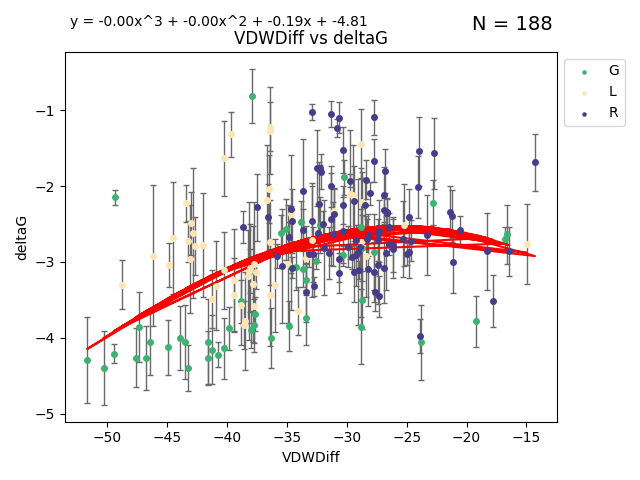 y = -0.00x^3 + -0.00x^2 + -0.19x + -4.81
N = 188
VDWDiff vs deltaG
G
L
R
−1
−2
−3
−4
−5
deltaG
−50 −45 −40 −35 −30 −25 −20 −15
VDWDiff